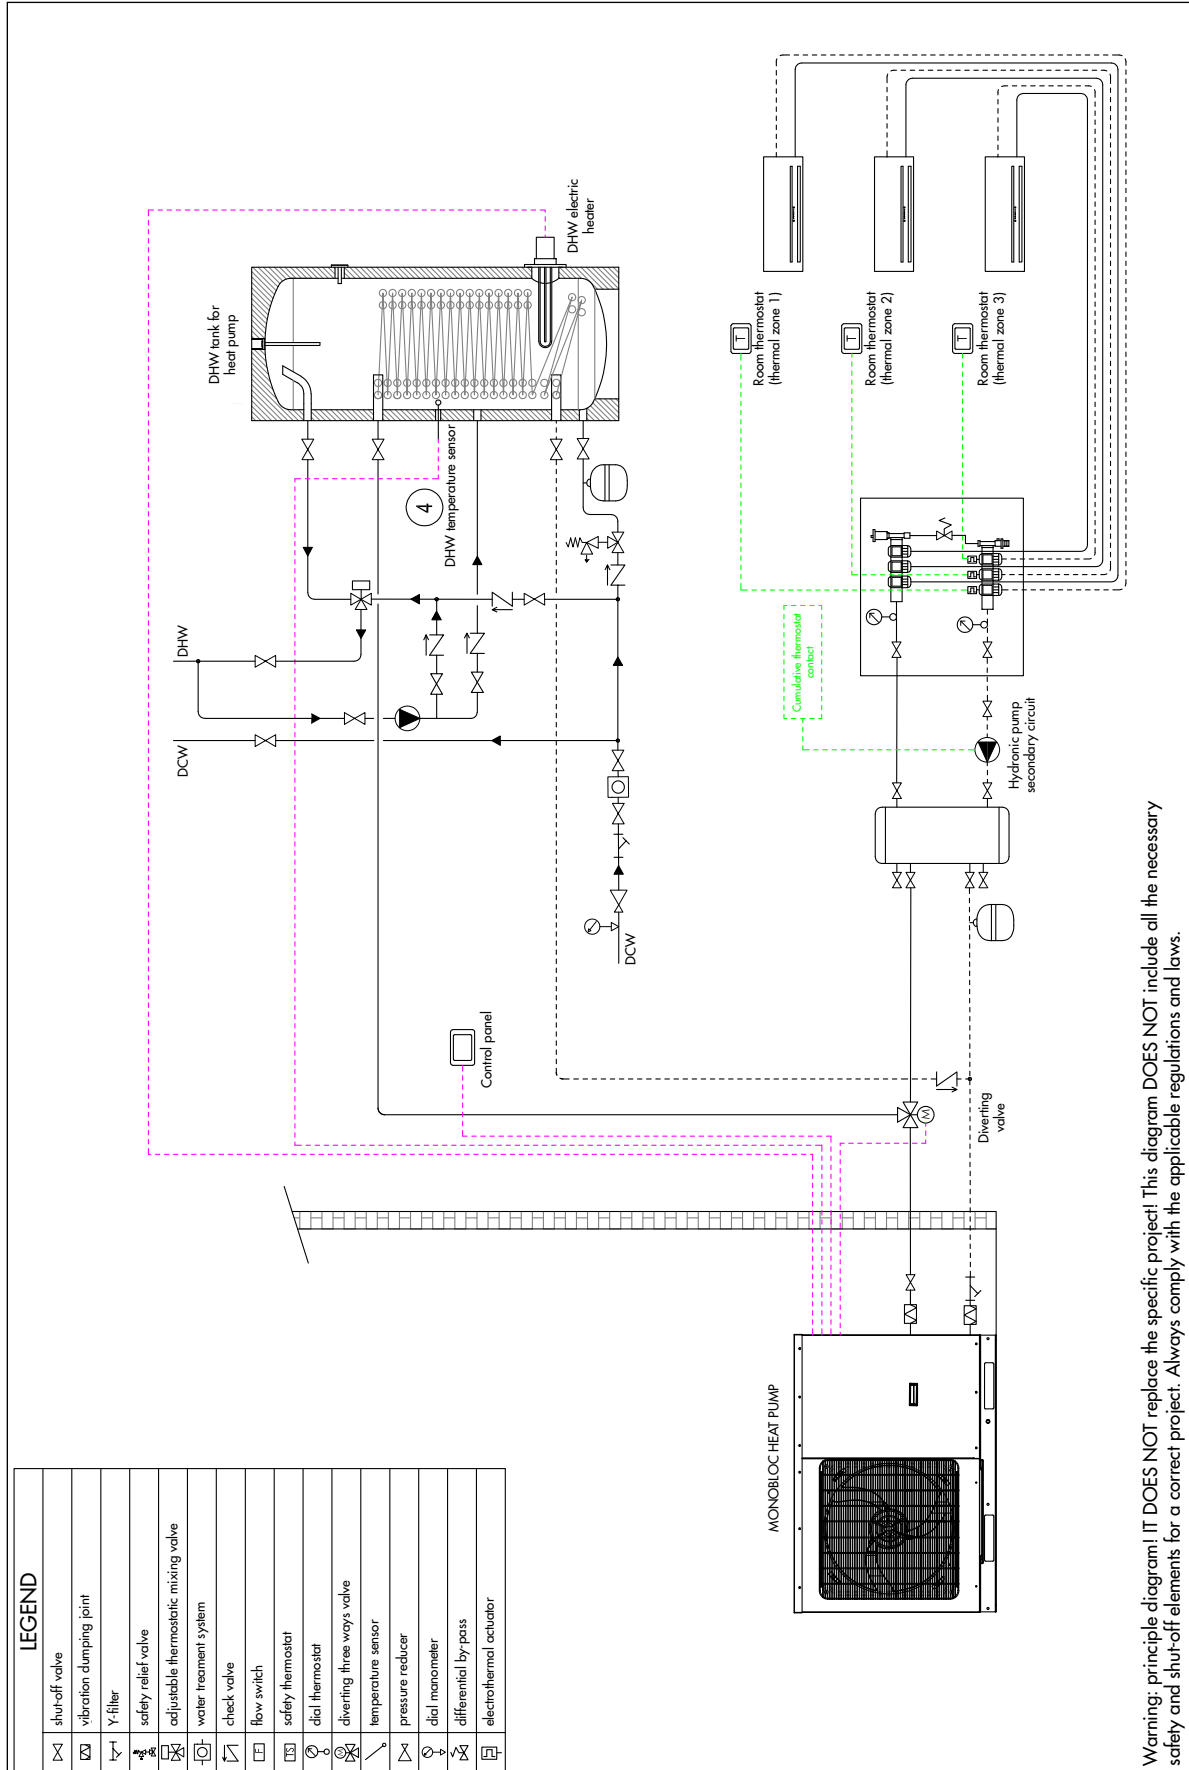 LEGEND
shut-off valve
vibration dumping joint
Y-filter
safety relief valve
adjustable thermostatic mixing valve
water treament system
check valve
F
flow switch
TS
safety thermostat
dial thermostat
M
diverting three ways valve
temperature sensor
pressure reducer
dial manometer
differential by-pass
electrothermal actuator
DHW tank for
heat pump
DHW electric
heater
DHW temperature sensor
4
DHW
DCW
DCW
Control panel
Room thermostat
(thermal zone 1)
T
Room thermostat
(thermal zone 2)
T
Room thermostat
(thermal zone 3)
T
Cumulative thermostat
contact
Hydronic pump
secondary circuit
Diverting
valve
M
MONOBLOC HEAT PUMP
Warning: principle diagram! IT DOES NOT replace the specific project! This diagram DOES NOT include all the necessary
safety and shut-off elements for a correct project. Always comply with the applicable regulations and laws.